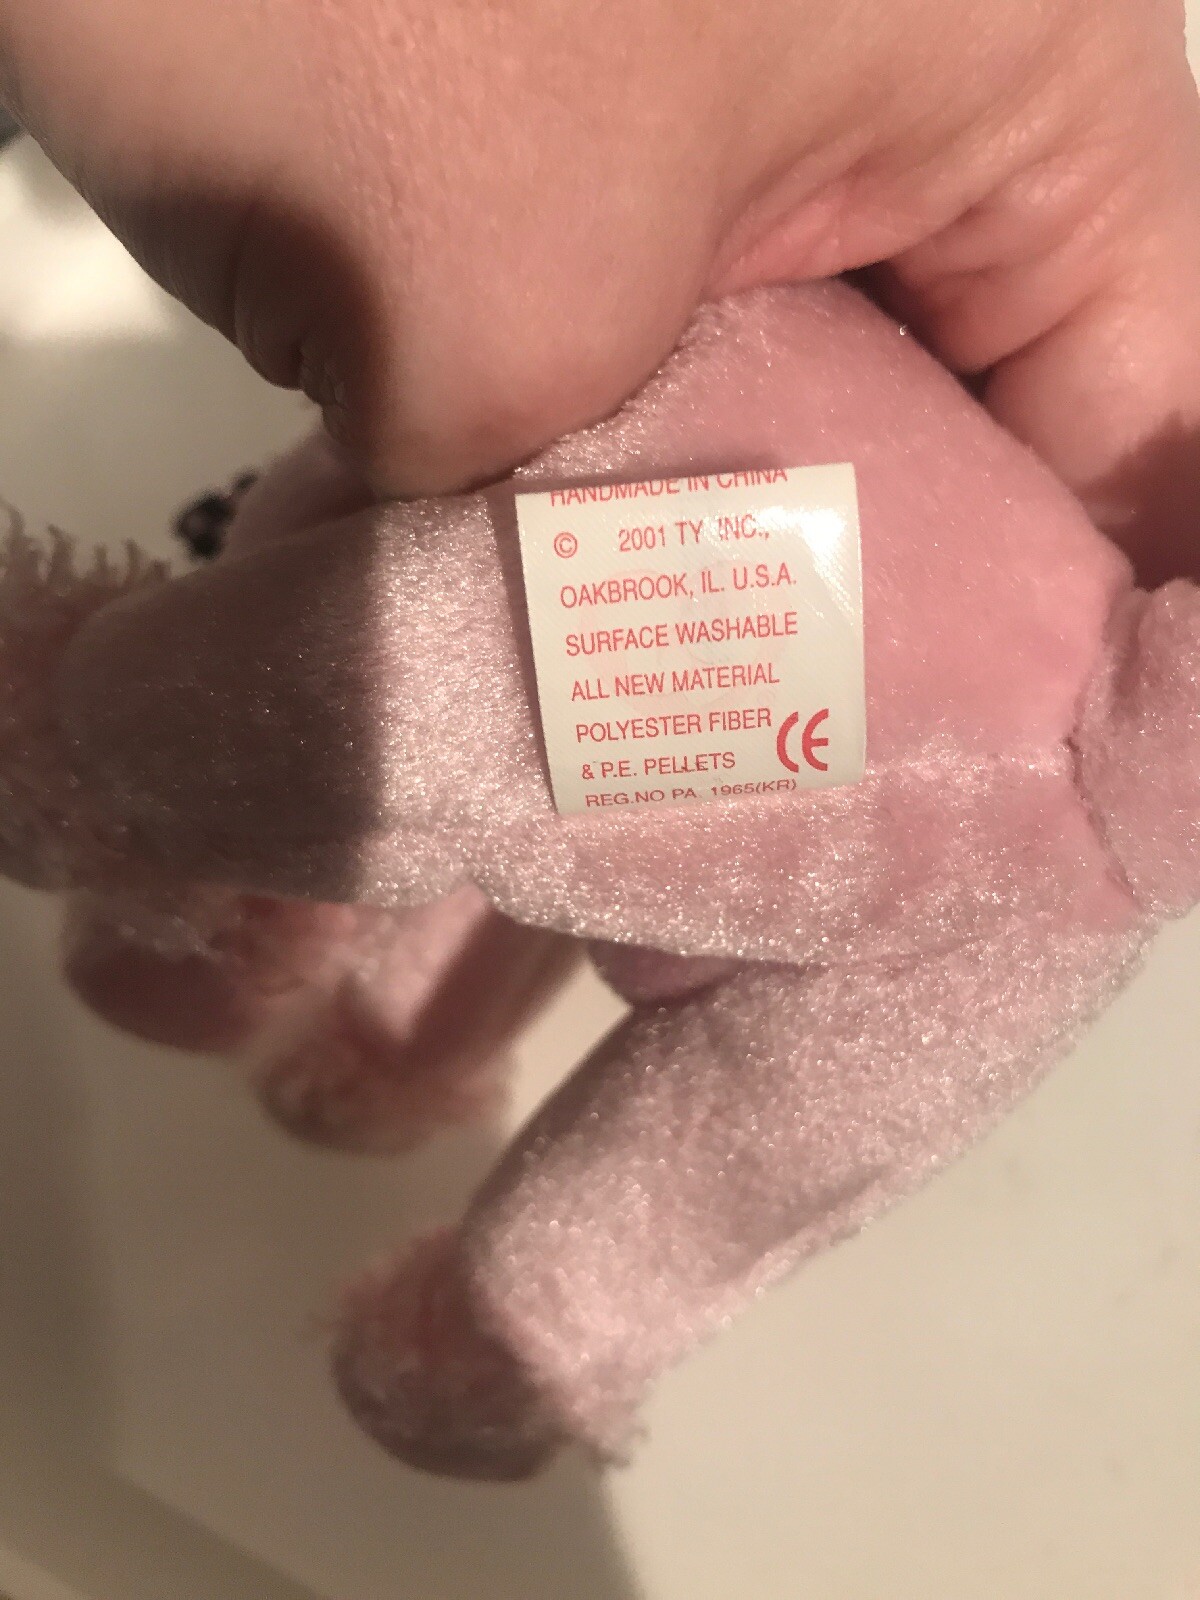 HANDMADE IN CHINA
© 2001 TY INC.,
OAKBROOK, IL. U.S.A.
SURFACE WASHABLE
ALL NEW MATERIAL
POLYESTER FIBER
& P.E. PELLETS CE
REG.NO PA. 1965(KR)